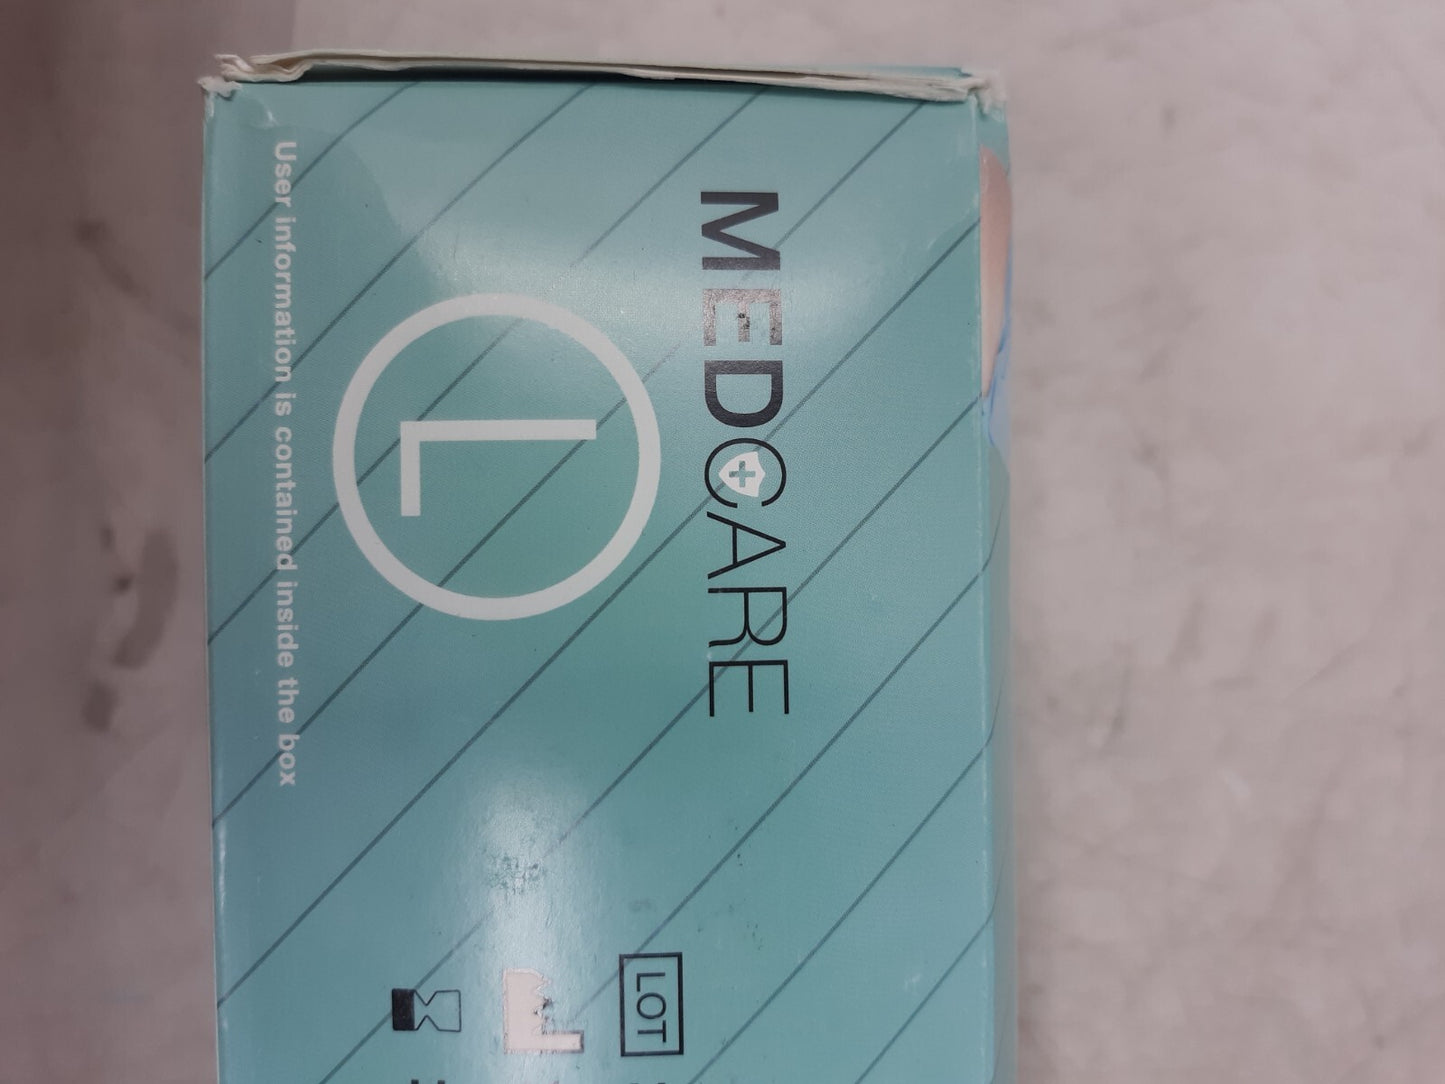 MEDCARE
L
User information is contained inside the box
LOT